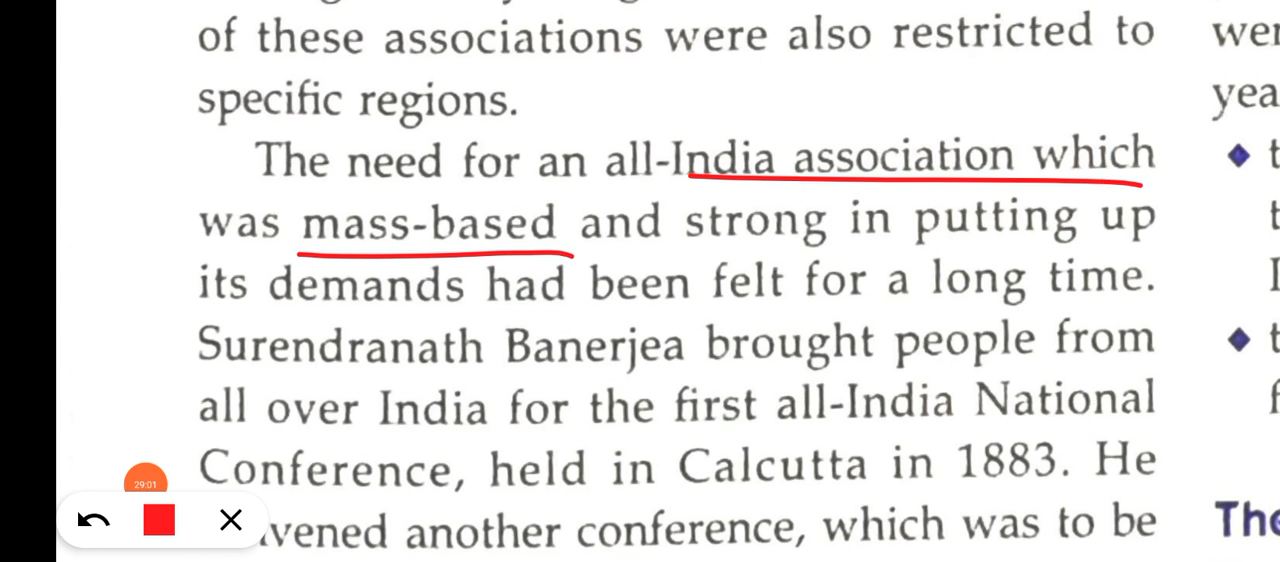 of these associations were also restricted to
specific regions.
The need for an all-India association which
was mass-based and strong in putting up
its demands had been felt for a long time.
Surendranath Banerjea brought people from
all over India for the first all-India National
Conference, held in Calcutta in 1883. He
another conference, which was to be
29:01